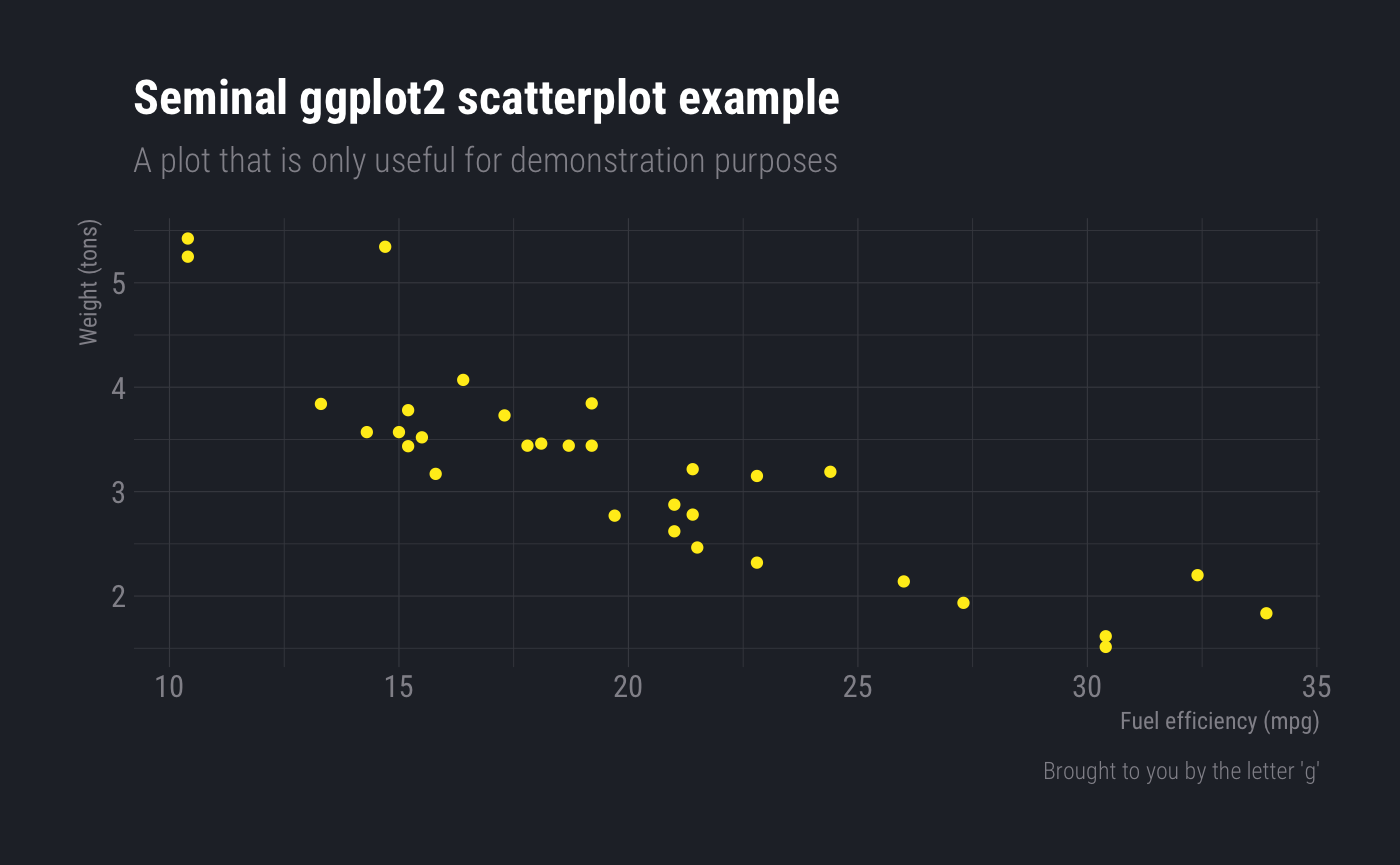 Seminal ggplot2 scatterplot example
A plot that is only useful for demonstration purposes
Weight (tons)
5
4
3
2
10 15 20 25 30 35
Fuel efficiency (mpg)
Brought to you by the letter 'g'